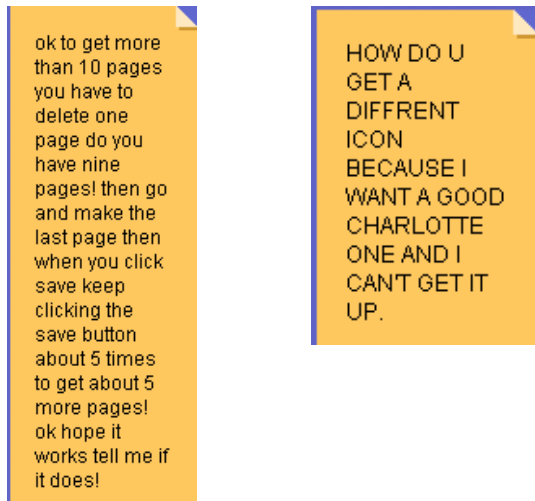 ok to get more
than 10 pages
you have to
delete one
page do you
have nine
pages! then go
and make the
last page then
when you click
save keep
clicking the
save button
about 5 times
to get about 5
more pages!
ok hope it
works tell me if
it does!
HOW DO U
GET A
DIFFRENT
ICON
BECAUSE I
WANT A GOOD
CHARLOTTE
ONE AND I
CAN'T GET IT
UP.